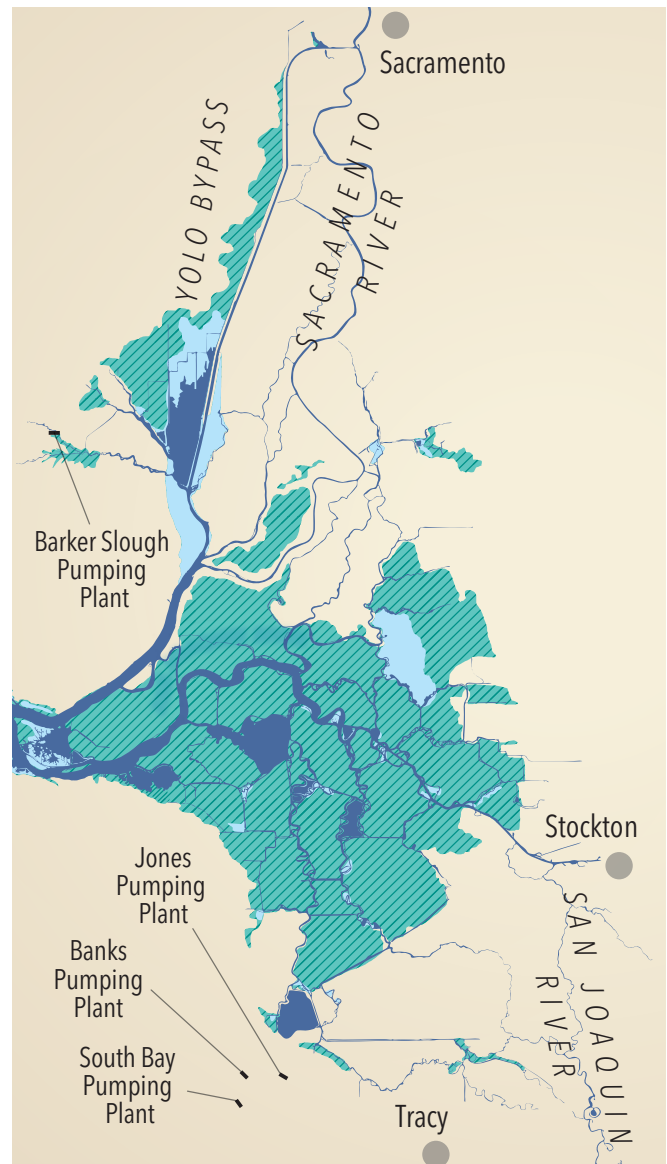 Sacramento
YOLO BYPASS
SACRAMENTO
RIVER
Barker Slough
Pumping
Plant
Stockton
Jones
Pumping
Plant
SAN JOAQUIN
RIVER
Banks
Pumping
Plant
South Bay
Pumping
Plant
Tracy